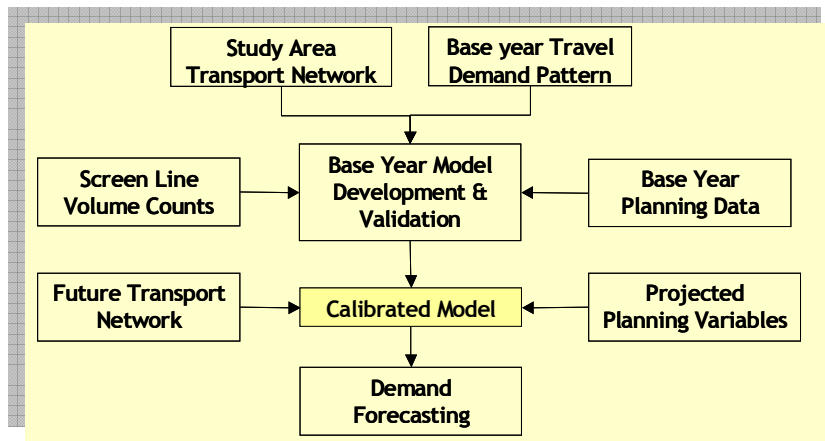 Study Area
Transport Network
Base year Travel
Demand Pattern
Screen Line
Volume Counts
Base Year Model
Development &
Validation
Base Year
Planning Data
Future Transport
Network
Calibrated Model
Projected
Planning Variables
Demand
Forecasting